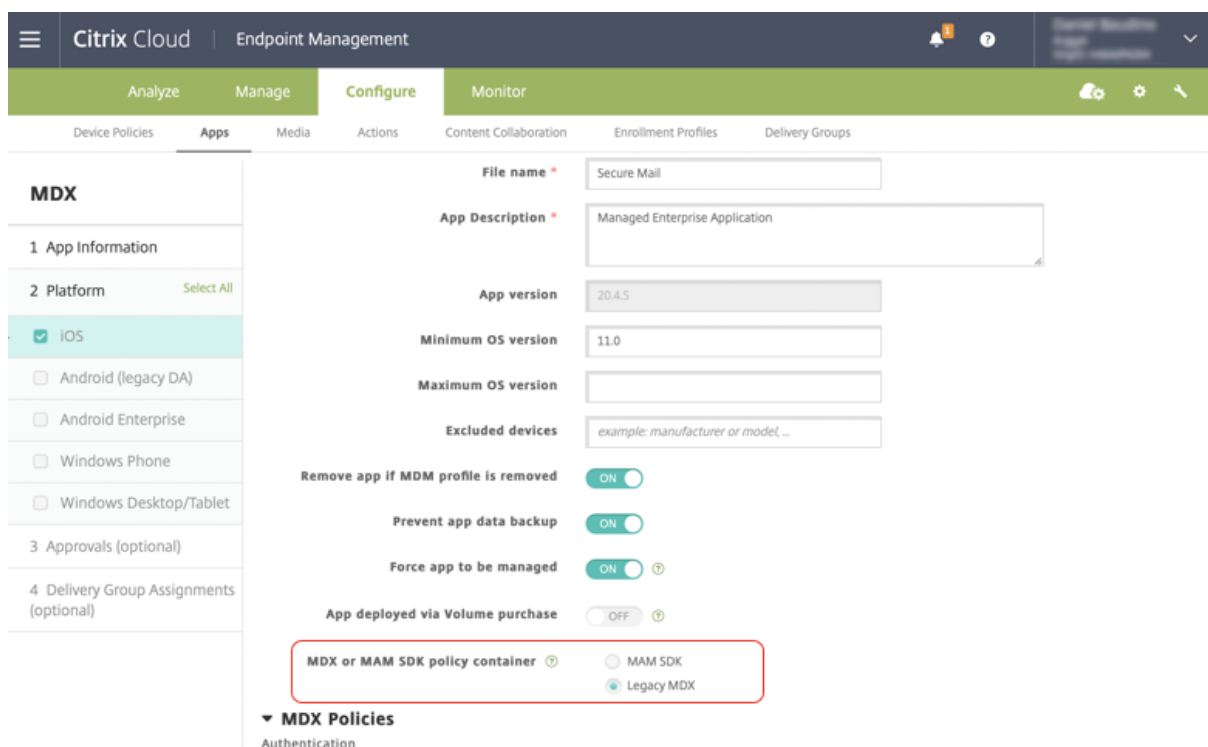 Citrix Cloud | Endpoint Management
1
?
Analyze Manage Configure Monitor
Device Policies Apps Media Actions Content Collaboration Enrollment Profiles Delivery Groups
MDX
1 App Information
2 Platform Select All
iOS
Android (legacy DA)
Android Enterprise
Windows Phone
Windows Desktop/Tablet
3 Approvals (optional)
4 Delivery Group Assignments
(optional)
File name * Secure Mail
App Description * Managed Enterprise Application
App version 20.4.5
Minimum OS version 11.0
Maximum OS version
Excluded devices example: manufacturer or model, ...
Remove app if MDM profile is removed ON
Prevent app data backup ON
Force app to be managed ON ?
App deployed via Volume purchase OFF ?
MDX or MAM SDK policy container ? MAM SDK
Legacy MDX
MDX Policies
Authentication